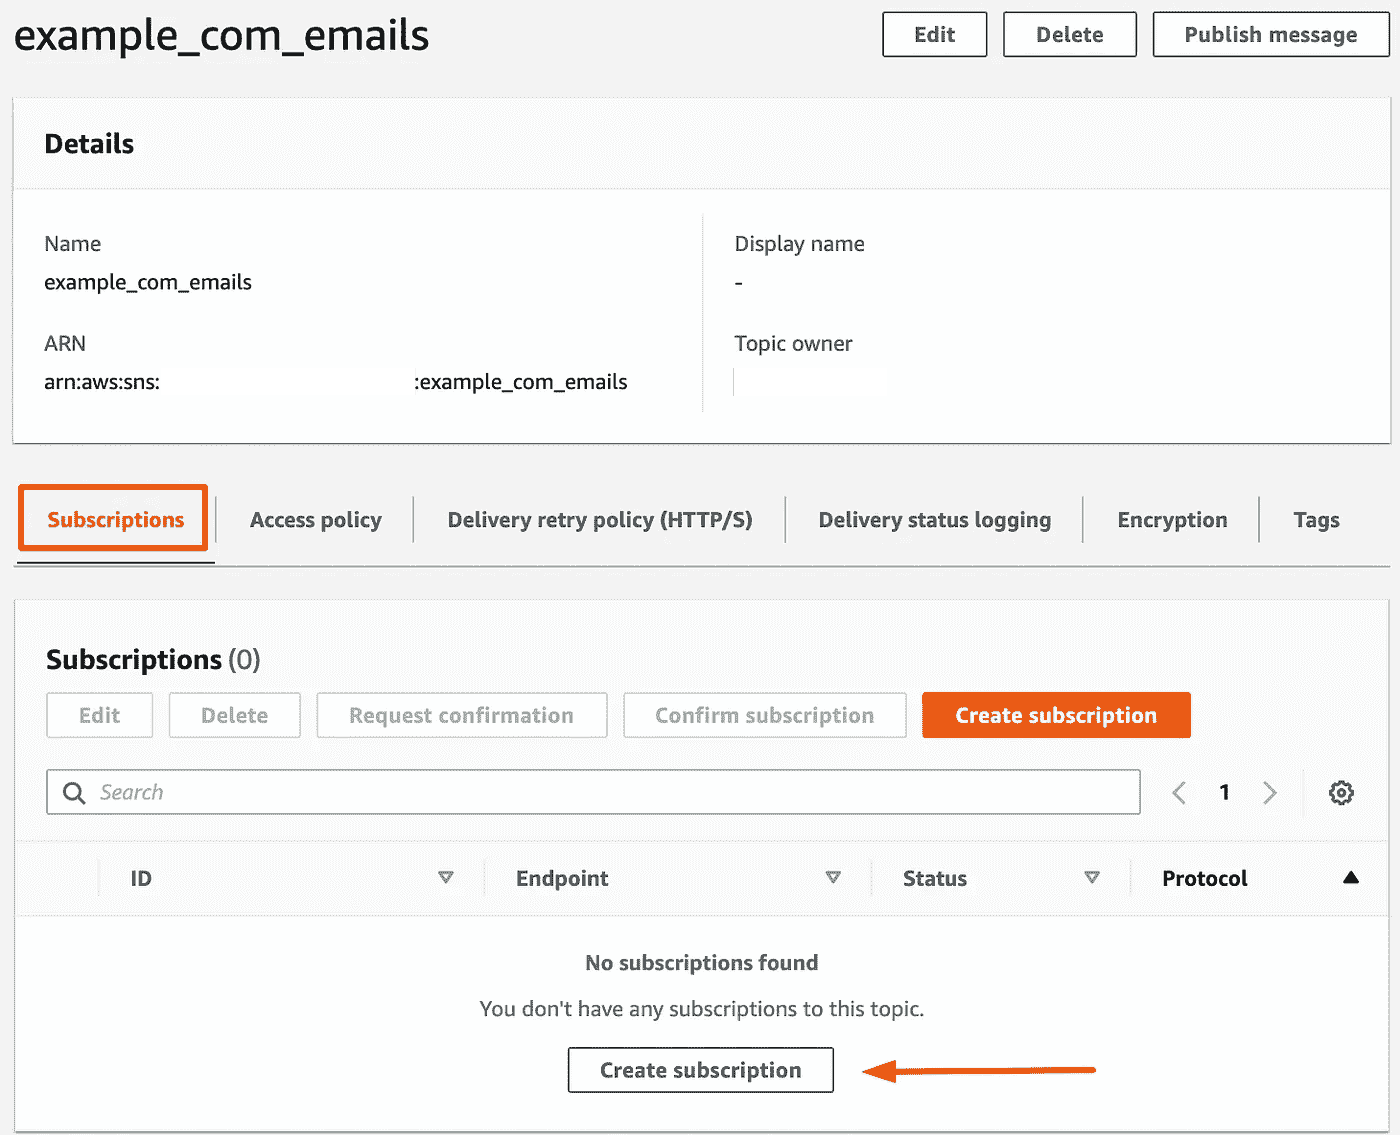 example_com_emails
Edit
Delete
Publish message
Details
Name
example_com_emails
Display name
-
ARN
arn:aws:sns: :example_com_emails
Topic owner
Subscriptions
Access policy
Delivery retry policy (HTTP/S)
Delivery status logging
Encryption
Tags
Subscriptions (0)
Edit
Delete
Request confirmation
Confirm subscription
Create subscription
Search
1
ID
Endpoint
Status
Protocol
No subscriptions found
You don't have any subscriptions to this topic.
Create subscription